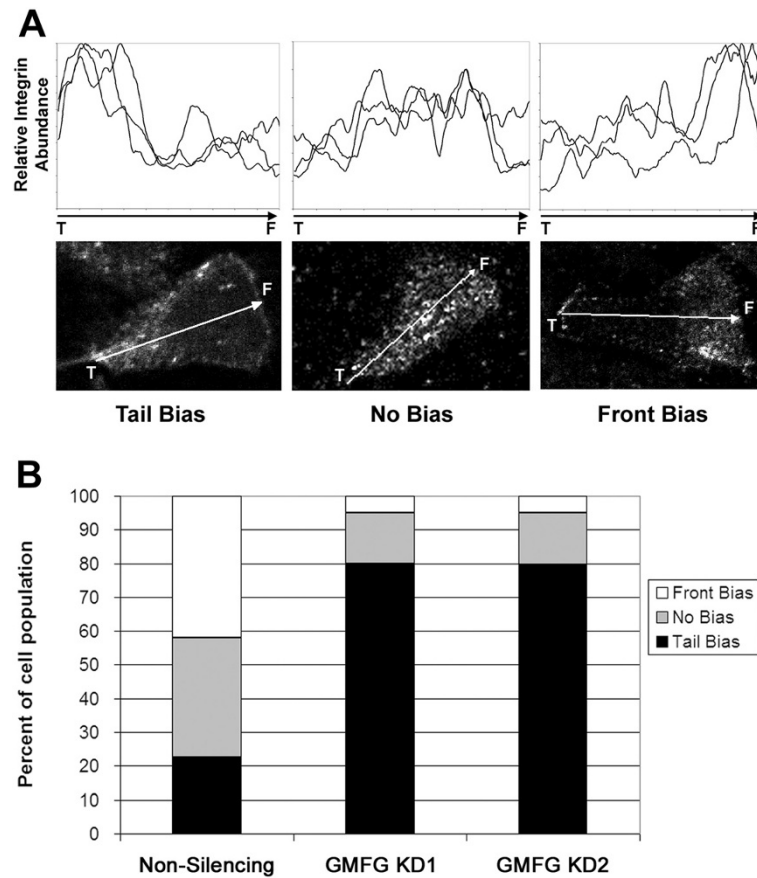 A
Relative Integrin
Abundance
T F
T F
T F
T F
T F
T F
Tail Bias
No Bias
Front Bias
B
Percent of cell population
100
90
80
70
60
50
40
30
20
10
0
Front Bias
No Bias
Tail Bias
Non-Silencing
GMFG KD1
GMFG KD2